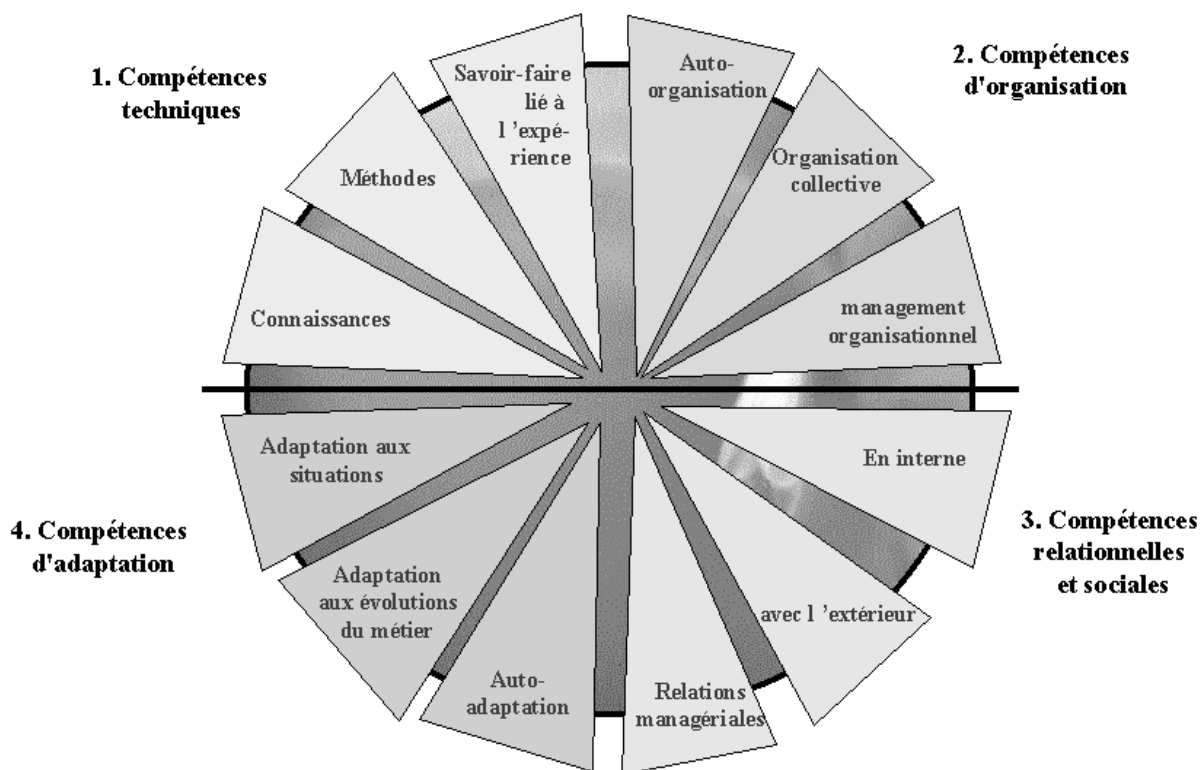 1. Compétences
techniques
Connaissances
Méthodes
Savoir-faire
lié à
l ’expé-
rience
2. Compétences
d'organisation
Auto-
organisation
Organisation
collective
management
organisationnel
3. Compétences
relationnelles
et sociales
En interne
avec l ’extérieur
Relations
managériales
4. Compétences
d'adaptation
Adaptation aux
situations
Adaptation
aux évolutions
du métier
Auto-
adaptation